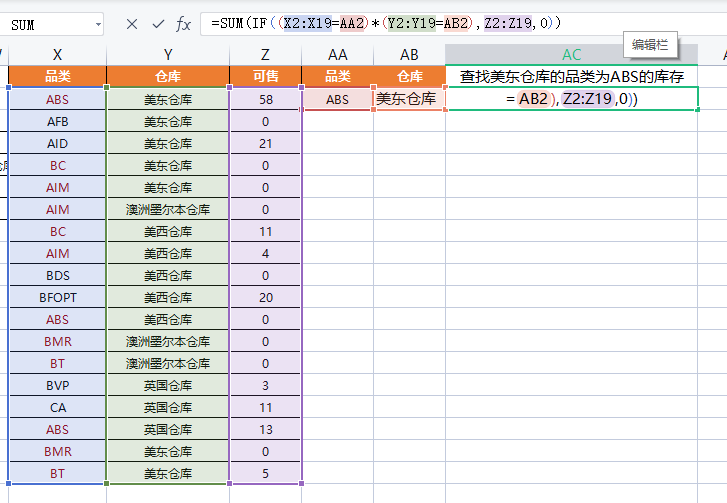 SUM fx =SUM(IF((X2:X19=AA2)*(Y2:Y19=AB2),Z2:Z19,0))
编辑栏
X Y Z AA AB AC
品类 仓库 可售 品类 仓库 查找美东仓库的品类为ABS的库存
ABS 美东仓库 58 ABS 美东仓库 =AB2),Z2:Z19,0))
AFB 美东仓库 0
AID 美东仓库 21
BC 美东仓库 0
AIM 美东仓库 0
AIM 澳洲墨尔本仓库 0
BC 美西仓库 11
AIM 美西仓库 4
BDS 美西仓库 0
BFOPT 美西仓库 20
ABS 美西仓库 0
BMR 澳洲墨尔本仓库 0
BT 澳洲墨尔本仓库 0
BVP 英国仓库 3
CA 英国仓库 11
ABS 英国仓库 13
BMR 美东仓库 0
BT 美东仓库 5